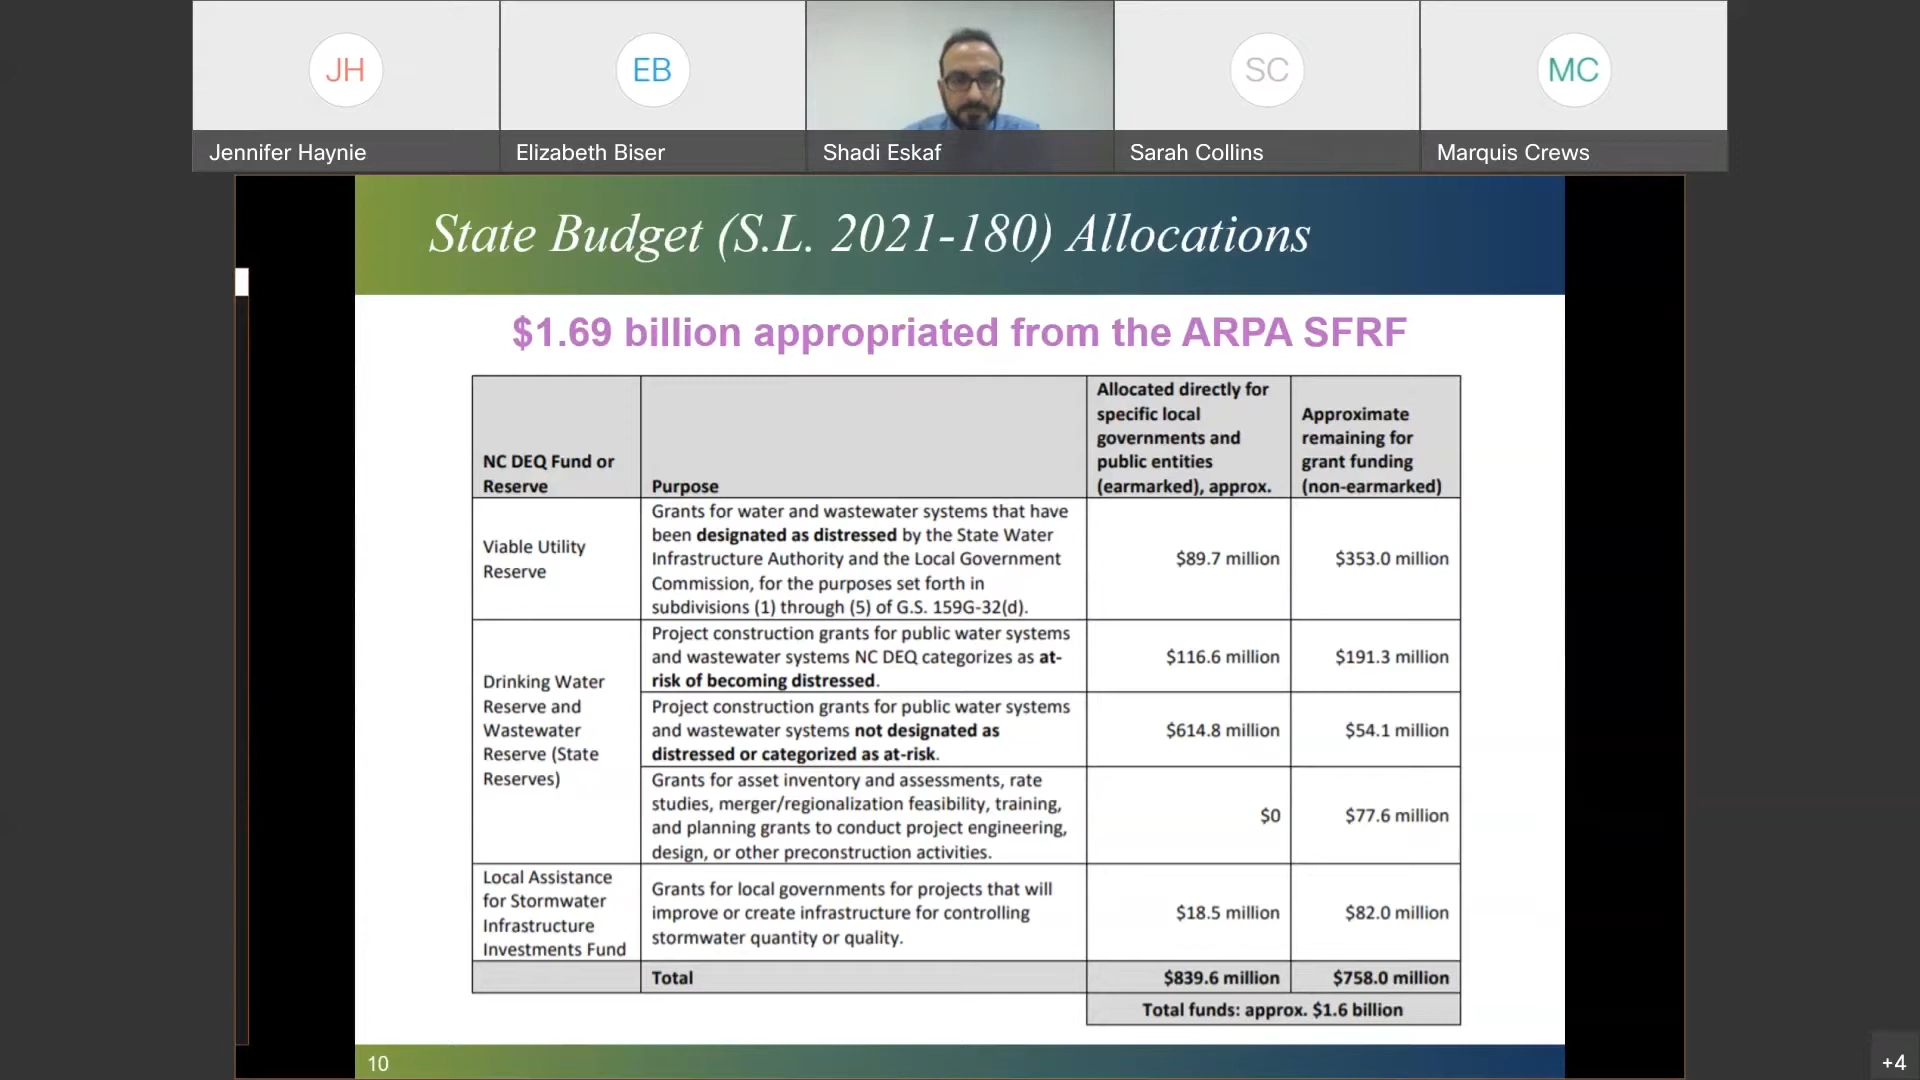 JH
EB
SC
MC
Jennifer Haynie
Elizabeth Biser
Shadi Eskaf
Sarah Collins
Marquis Crews
State Budget (S.L. 2021-180) Allocations
$1.69 billion appropriated from the ARPA SFRF
NC DEQ Fund or
Reserve
Purpose
Allocated directly for
specific local
governments and
public entities
(earmarked), approx.
Approximate
remaining for
grant funding
(non-earmarked)
Viable Utility
Reserve
Grants for water and wastewater systems that have
been designated as distressed by the State Water
Infrastructure Authority and the Local Government
Commission, for the purposes set forth in
subdivisions (1) through (5) of G.S. 159G-32(d).
$89.7 million
$353.0 million
Drinking Water
Reserve and
Wastewater
Reserve (State
Reserves)
Project construction grants for public water systems
and wastewater systems NC DEQ categorizes as at-
risk of becoming distressed.
$116.6 million
$191.3 million
Project construction grants for public water systems
and wastewater systems not designated as
distressed or categorized as at-risk.
$614.8 million
$54.1 million
Grants for asset inventory and assessments, rate
studies, merger/regionalization feasibility, training,
and planning grants to conduct project engineering,
design, or other preconstruction activities.
$0
$77.6 million
Local Assistance
for Stormwater
Infrastructure
Investments Fund
Grants for local governments for projects that will
improve or create infrastructure for controlling
stormwater quantity or quality.
$18.5 million
$82.0 million
Total
$839.6 million
$758.0 million
Total funds: approx. $1.6 billion
10
+4